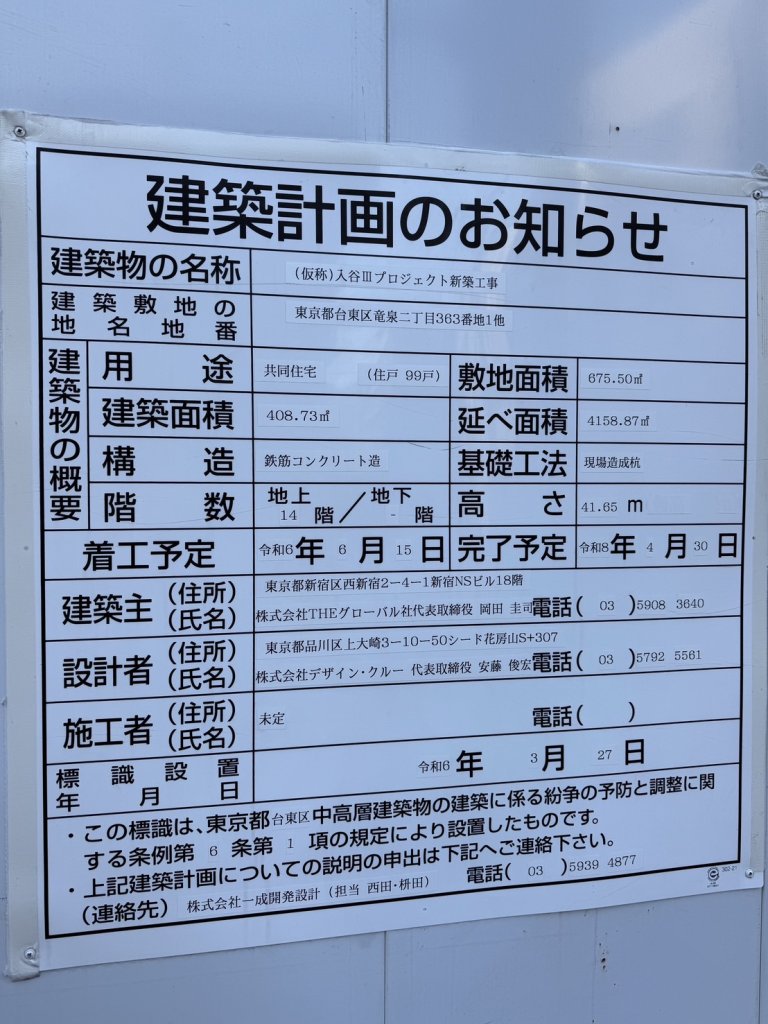 建築計画のお知らせ
建築物の名称 (仮称)入谷Ⅲプロジェクト新築工事
建築敷地の地名地番 東京都台東区竜泉二丁目363番地1他
建築物の概要
用途 共同住宅 (住戸 99戸) 敷地面積 675.50㎡
建築面積 408.73㎡ 延べ面積 4158.87㎡
構造 鉄筋コンクリート造 基礎工法 現場造成杭
階数 地上 14 階/地下 - 階 高さ 41.65 m
着工予定 令和6年 6月 15日 完了予定 令和8年 4月 30日
建築主 (住所) 東京都新宿区西新宿2-4-1新宿NSビル18階
(氏名) 株式会社THEグローバル社代表取締役 岡田 圭司 電話( 03 )5908 3640
設計者 (住所) 東京都品川区上大崎3-10-50シード花房山S+307
(氏名) 株式会社デザイン・クルー 代表取締役 安藤 俊宏 電話( 03 )5792 5561
施工者 (住所)(氏名) 未定 電話( )
標識設置年月日 令和6年 3月 27日
・この標識は、東京都台東区中高層建築物の建築に係る紛争の予防と調整に関
する条例第 6 条第 1 項の規定により設置したものです。
・上記建築計画についての説明の申出は下記へご連絡下さい。
(連絡先) 株式会社一成開発設計 (担当 西田・枡田) 電話( 03 )5939 4877
302-21